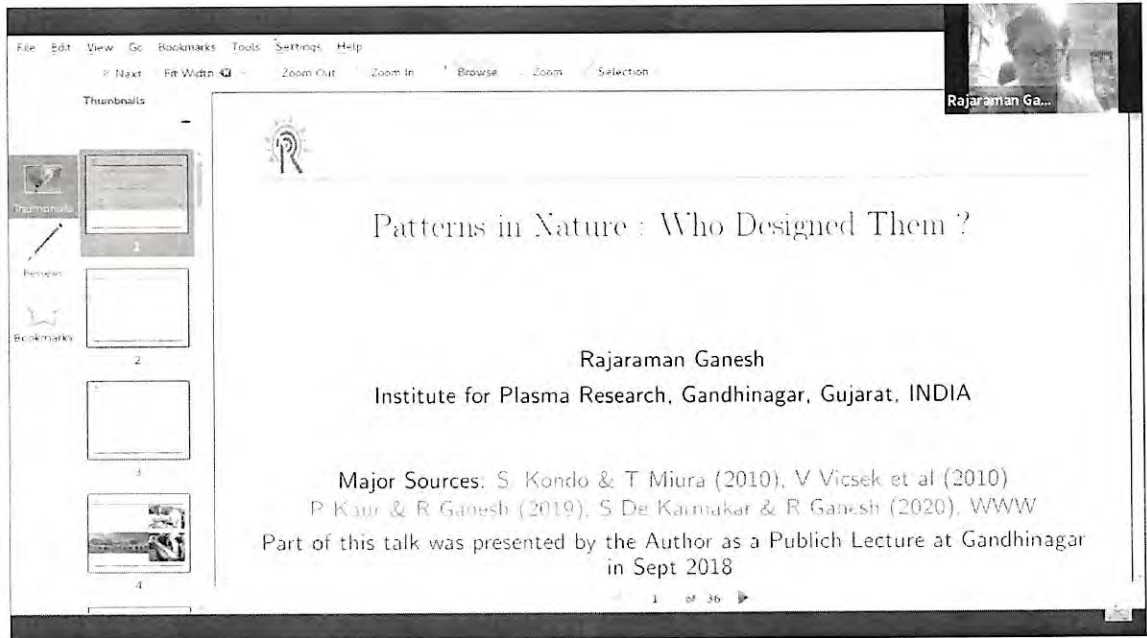 File Edit View Go Bookmarks Tools Settings Help
Next Fit Width Zoom Out Zoom In Browse Zoom Selection
Thumbnails
Rajaraman Ga...
Thumbnails
1
Reviews
Bookmarks
2
3
4
Patterns in Nature : Who Designed Them ?
Rajaraman Ganesh
Institute for Plasma Research, Gandhinagar, Gujarat, INDIA
Major Sources: S Kondo & T Miura (2010), V Vicsek et al (2010)
P Kaur & R Ganesh (2019), S De Karmakar & R Ganesh (2020), WWW
Part of this talk was presented by the Author as a Publich Lecture at Gandhinagar
in Sept 2018
1 of 36